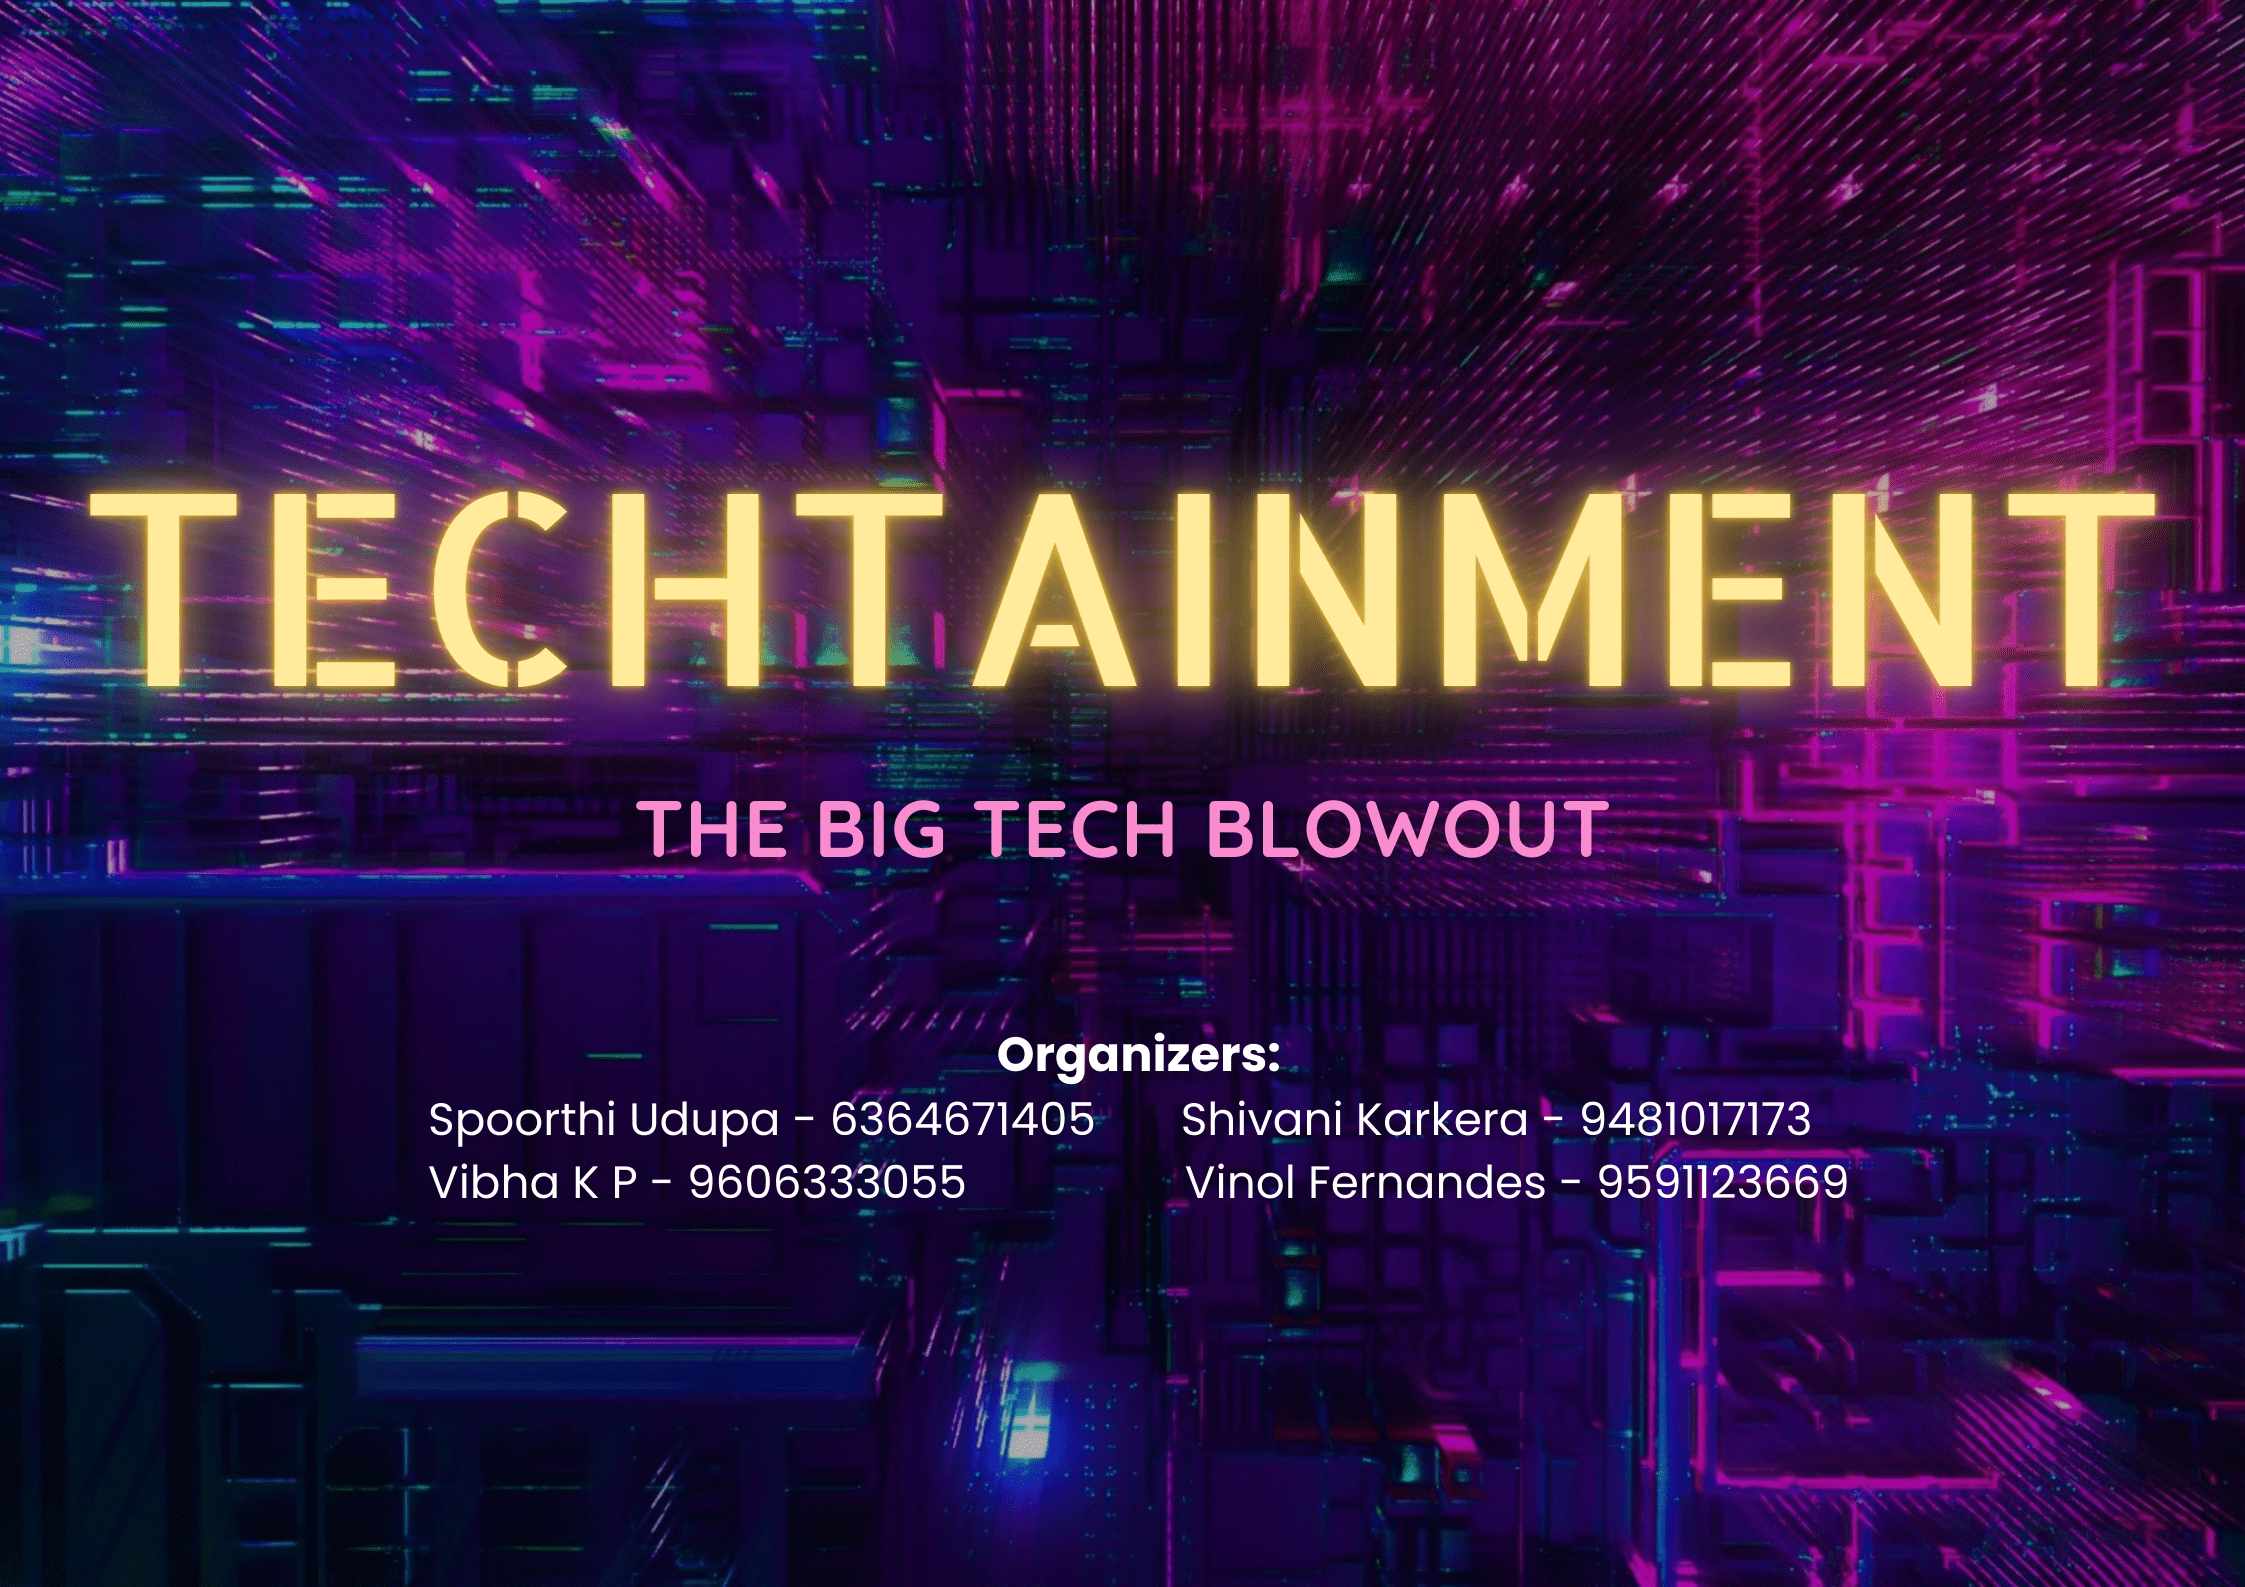 TECHTAINMENT
THE BIG TECH BLOWOUT
Organizers:
Spoorthi Udupa - 6364671405 Shivani Karkera - 9481017173
Vibha K P - 9606333055 Vinol Fernandes - 9591123669